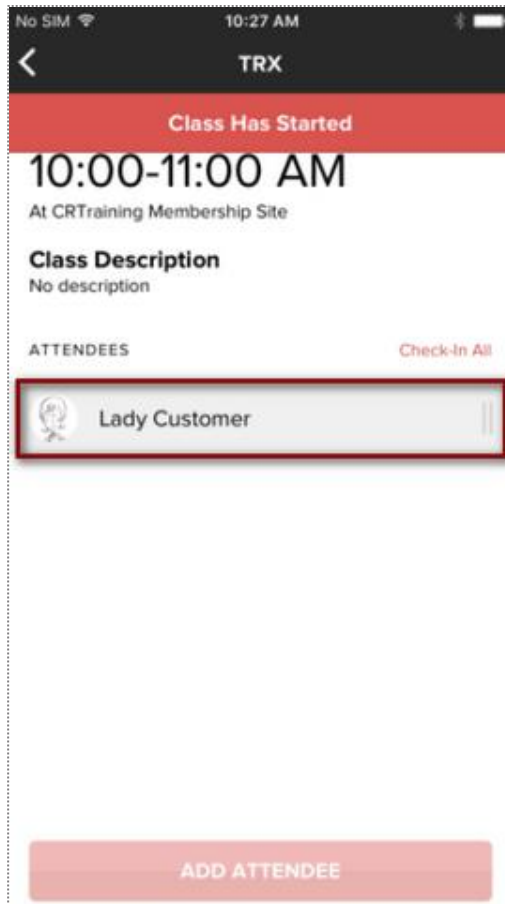 No SIM 10:27 AM
TRX
Class Has Started
10:00-11:00 AM
At CRTraining Membership Site
Class Description
No description
ATTENDEES Check-In All
Lady Customer
ADD ATTENDEE